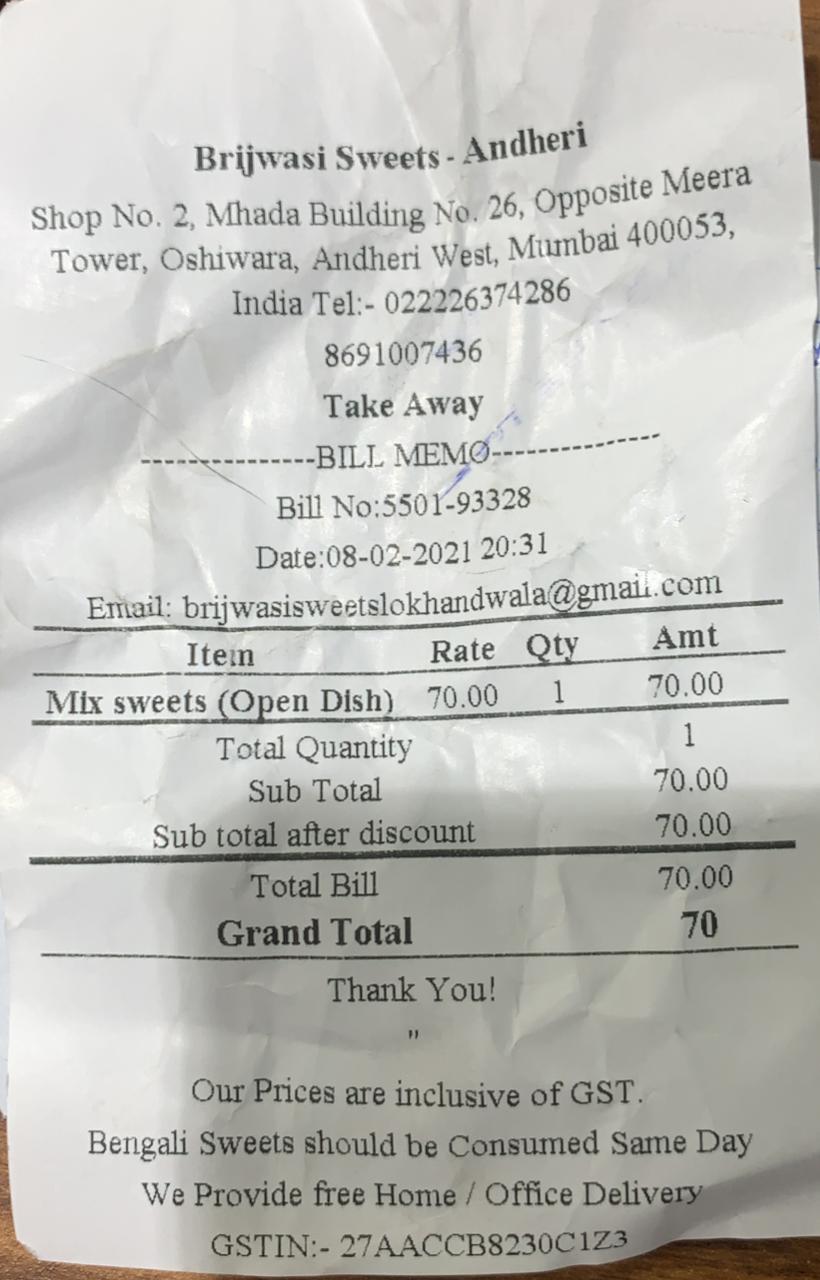 Brijwasi Sweets - Andheri
Shop No. 2, Mhada Building No. 26, Opposite Meera
Tower, Oshiwara, Andheri West, Mumbai 400053,
India Tel:- 022226374286
8691007436
Take Away
---------------BILL MEMO---------------
Bill No:5501-93328
Date:08-02-2021 20:31
Email: brijwasisweetslokhandwala@gmail.com
Item Rate Qty Amt
Mix sweets (Open Dish) 70.00 1 70.00
Total Quantity 1
Sub Total 70.00
Sub total after discount 70.00
Total Bill 70.00
Grand Total 70
Thank You!
"
Our Prices are inclusive of GST.
Bengali Sweets should be Consumed Same Day
We Provide free Home / Office Delivery
GSTIN:- 27AACCB8230C1Z3